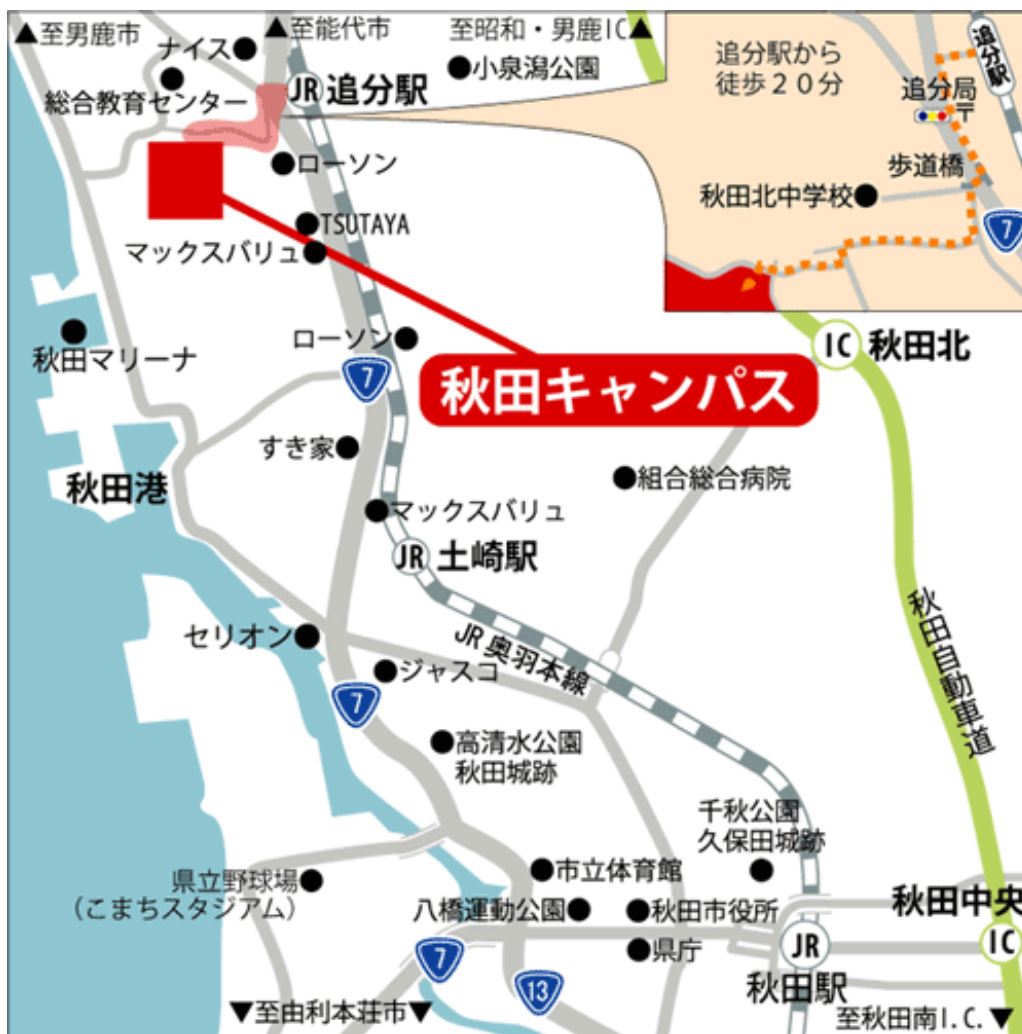 ▲至男鹿市
▲至能代市
至昭和・男鹿IC▲
ナイス
小泉潟公園
総合教育センター
JR 追分駅
追分駅から
徒歩20分
追分駅
追分局
〒
歩道橋
秋田北中学校
7
ローソン
TSUTAYA
マックスバリュ
秋田マリーナ
ローソン
IC 秋田北
7
秋田キャンパス
すき家
組合総合病院
秋田港
マックスバリュ
JR 土崎駅
秋田自動車道
セリオン
JR 奥羽本線
ジャスコ
7
高清水公園
秋田城跡
千秋公園
久保田城跡
県立野球場
(こまちスタジアム)
市立体育館
八橋運動公園
秋田市役所
秋田中央
県庁
JR
IC
7
秋田駅
13
▼至由利本荘市▼
至秋田南I.C.▼